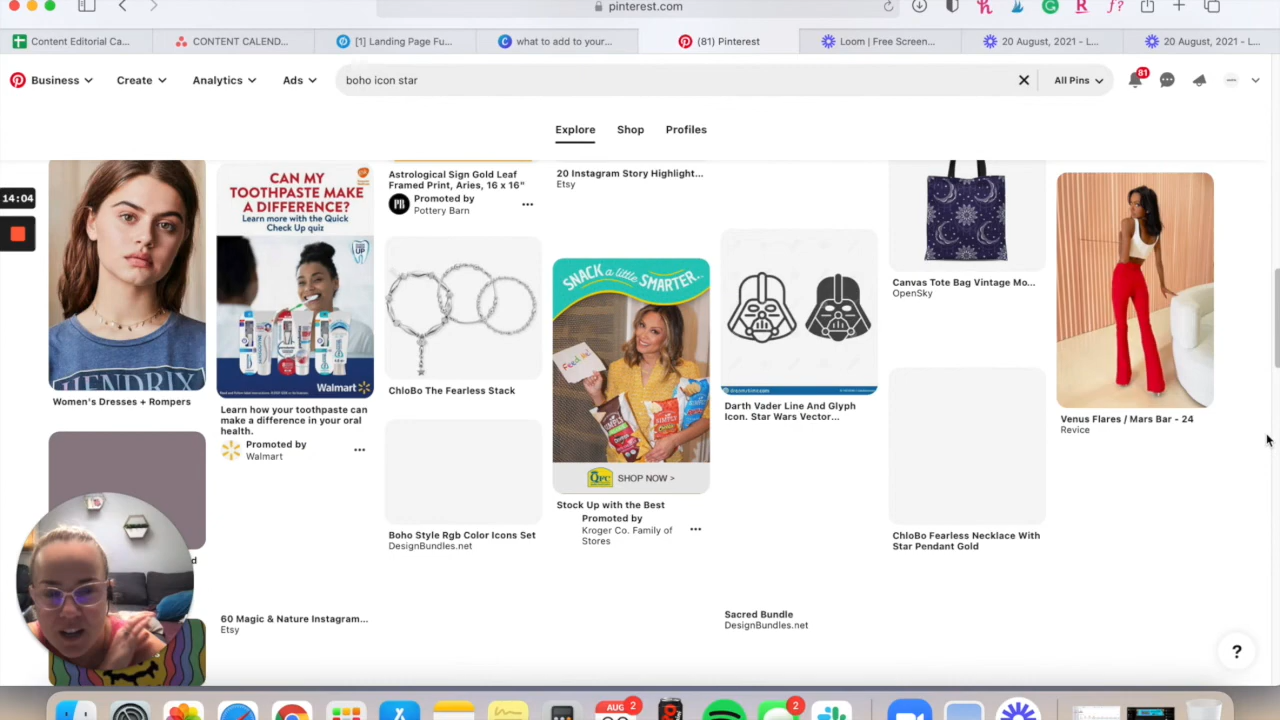 pinterest.com
Content Editorial Ca...
CONTENT CALEND...
[1] Landing Page Fu...
what to add to your...
(81) Pinterest
Loom | Free Screen...
20 August, 2021 - L...
20 August, 2021 - L...
Business
Create
Analytics
Ads
boho icon star
All Pins
81
Explore
Shop
Profiles
14:04
HENDRIX
Women's Dresses + Rompers
CAN MY
TOOTHPASTE MAKE
A DIFFERENCE?
Learn more with the Quick
Check Up quiz
Walmart
Learn how your toothpaste can
make a difference in your oral
health.
Promoted by
Walmart
60 Magic & Nature Instagram...
Etsy
Astrological Sign Gold Leaf
Framed Print, Aries, 16 x 16"
PB
Promoted by
Pottery Barn
ChloBo The Fearless Stack
Boho Style Rgb Color Icons Set
DesignBundles.net
20 Instagram Story Highlight...
Etsy
SNACK a little SMARTER...
QFC
SHOP NOW >
Stock Up with the Best
Promoted by
Kroger Co. Family of
Stores
Darth Vader Line And Glyph
Icon. Star Wars Vector...
Sacred Bundle
DesignBundles.net
Canvas Tote Bag Vintage Mo...
OpenSky
ChloBo Fearless Necklace With
Star Pendant Gold
Venus Flares / Mars Bar - 24
Revice
?
AUG
2
2